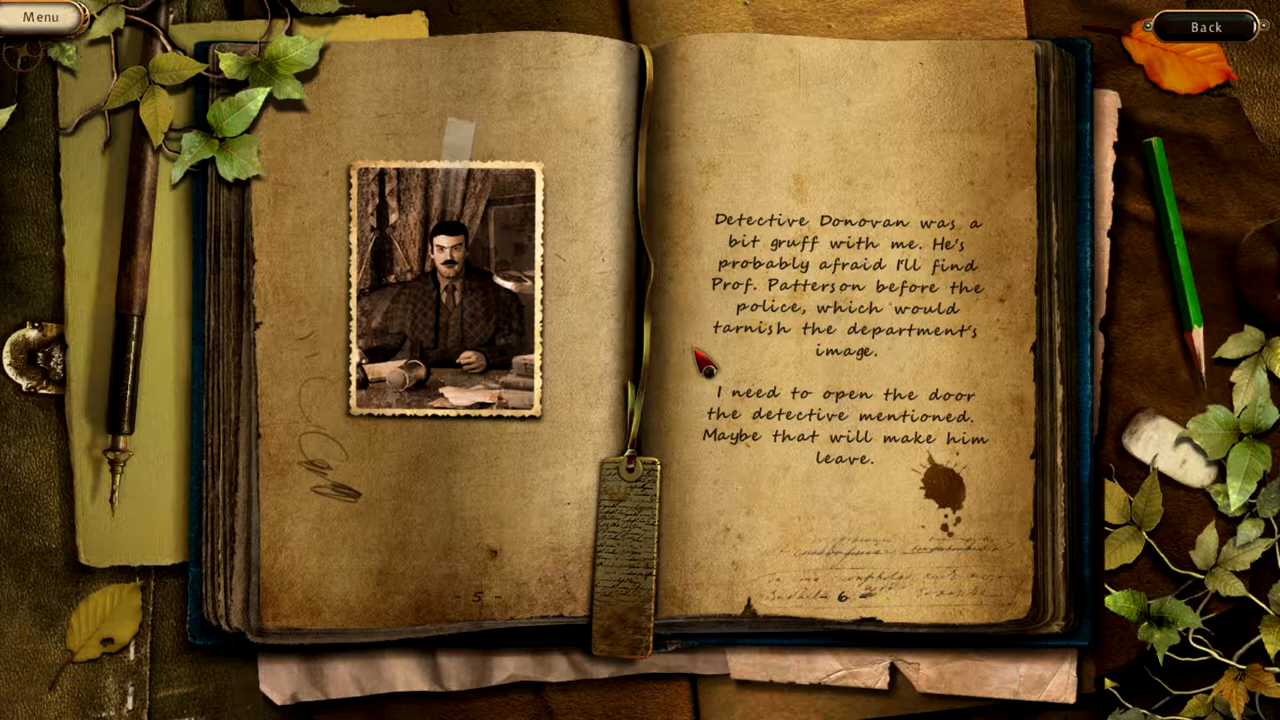 Menu
Back
Detective Donovan was a
bit gruff with me. He's
probably afraid I'll find
Prof. Patterson before the
police, which would
tarnish the department's
image.
I need to open the door
the detective mentioned.
Maybe that will make him
leave.
- 5 -
6